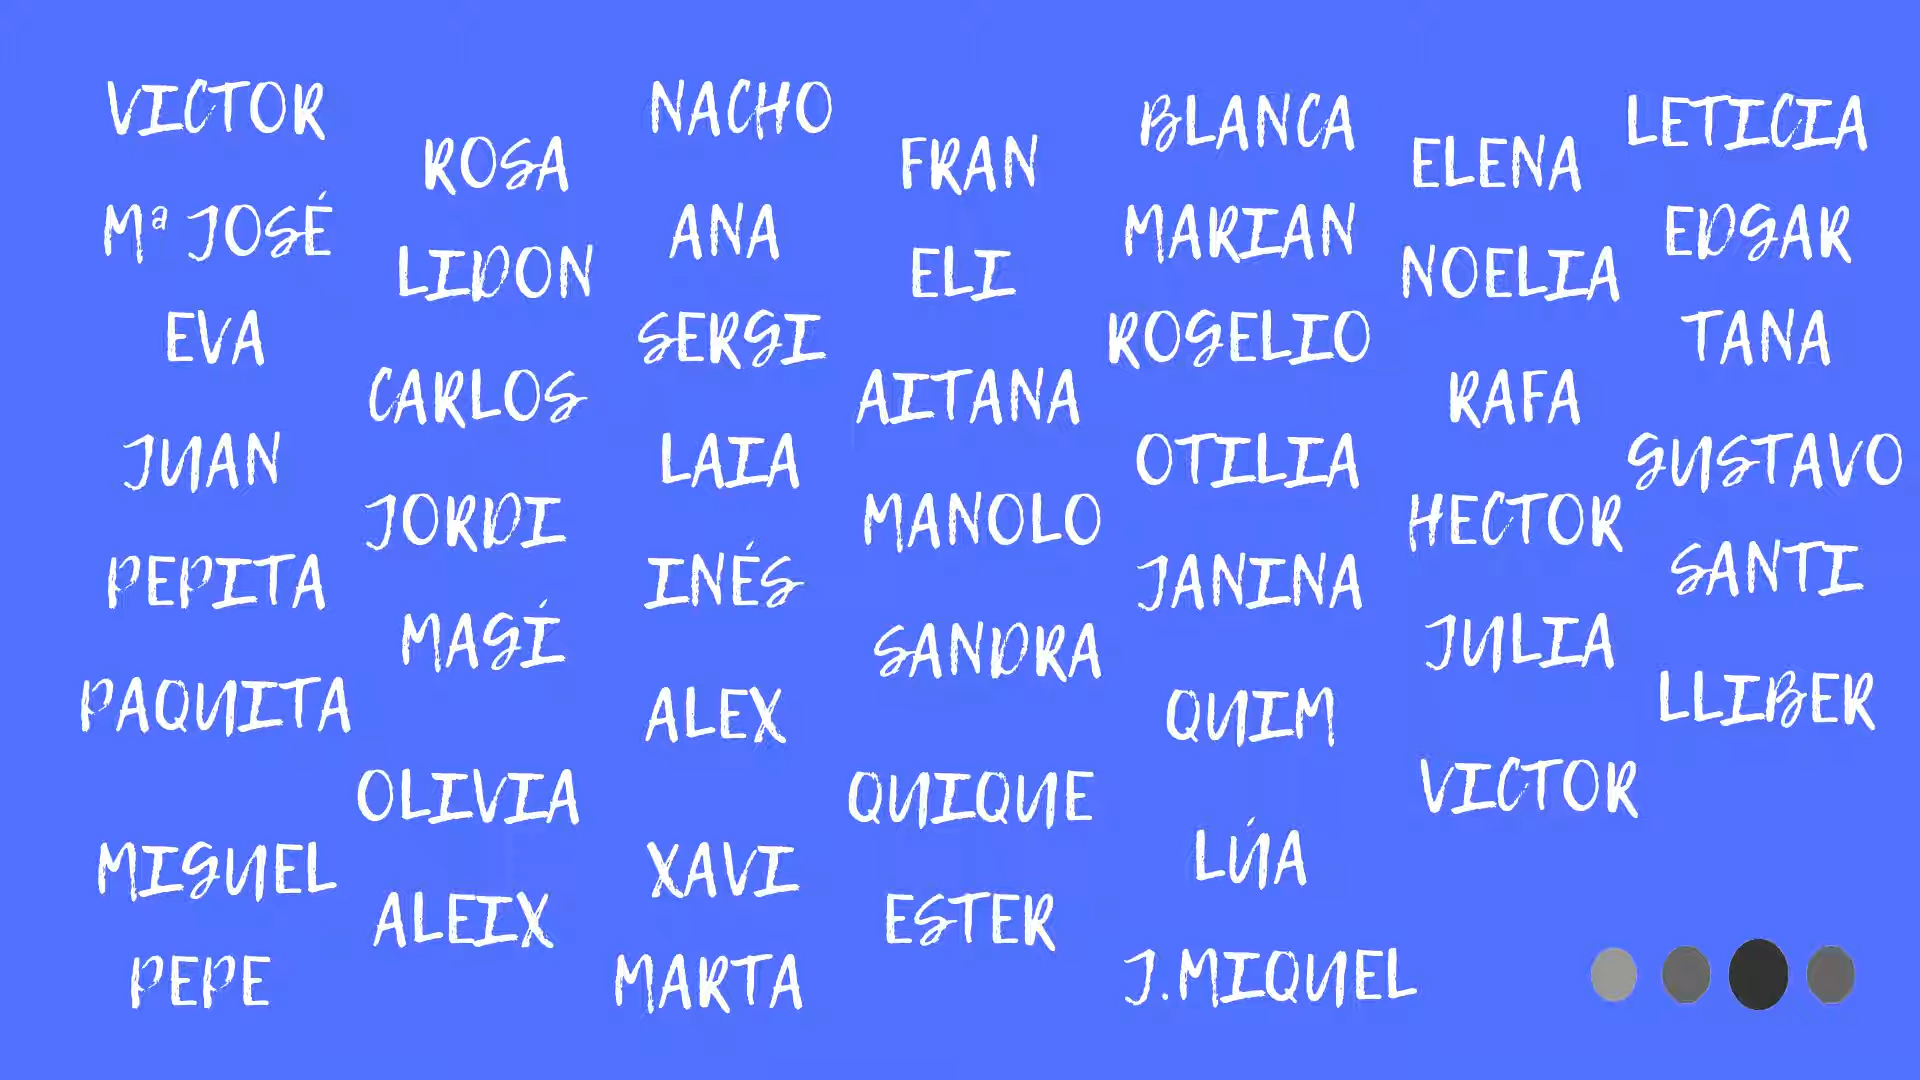 VICTOR
Mª JOSÉ
EVA
JUAN
PEPITA
PAQUITA
MIGUEL
PEPE
ROSA
LIDON
CARLOS
JORDI
MAGÍ
OLIVIA
ALEIX
NACHO
ANA
SERGI
LAIA
INÉS
ALEX
XAVI
MARTA
FRAN
ELI
AITANA
MANOLO
SANDRA
QUIQUE
ESTER
BLANCA
MARIAN
ROGELIO
OTILIA
JANINA
QUIM
LÚA
J.MIQUEL
ELENA
NOELIA
RAFA
HECTOR
JULIA
VICTOR
LETICIA
EDGAR
TANA
GUSTAVO
SANTI
LLIBER